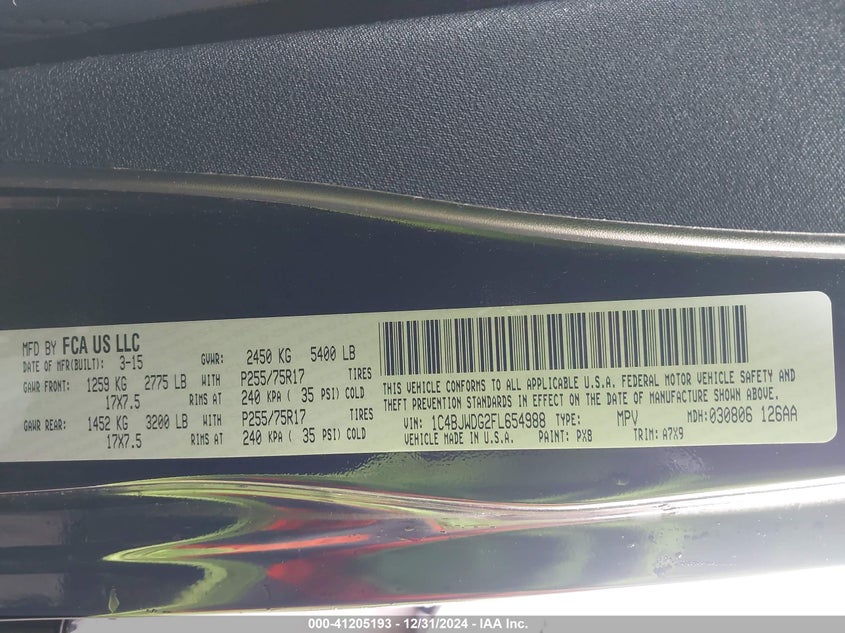 MFD BY FCA US LLC
DATE OF MFR(BUILT): 3-15 GVWR: 2450 KG 5400 LB
GAWR FRONT: 1259 KG 2775 LB WITH P255/75R17 TIRES
17X7.5 RIMS AT 240 KPA ( 35 PSI) COLD
GAWR REAR: 1452 KG 3200 LB WITH P255/75R17 TIRES
17X7.5 RIMS AT 240 KPA ( 35 PSI) COLD
THIS VEHICLE CONFORMS TO ALL APPLICABLE U.S.A. FEDERAL MOTOR VEHICLE SAFETY AND
THEFT PREVENTION STANDARDS IN EFFECT ON THE DATE OF MANUFACTURE SHOWN ABOVE.
VIN: 1C4BJWDG2FL654988 TYPE: MPV MDH: 030806 126AA
VEHICLE MADE IN U.S.A. PAINT: PX8 TRIM: A7X9
000-41205193 - 12/31/2024 - IAA Inc.